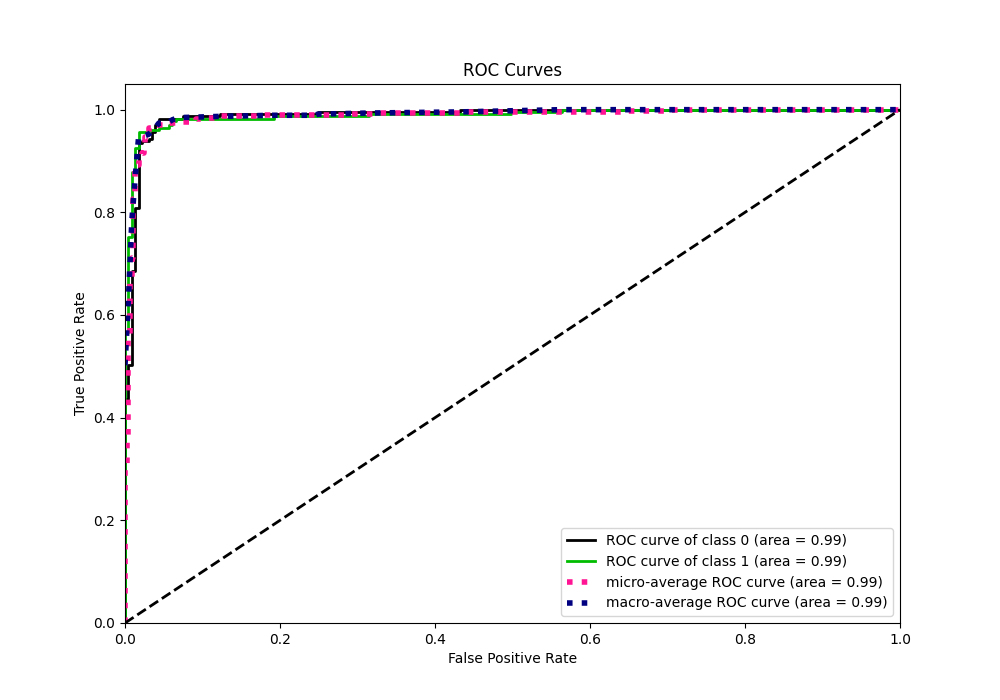 ROC Curves
True Positive Rate
1.0
0.8
0.6
0.4
0.2
0.0
ROC curve of class 0 (area = 0.99)
ROC curve of class 1 (area = 0.99)
micro-average ROC curve (area = 0.99)
macro-average ROC curve (area = 0.99)
0.0 0.2 0.4 0.6 0.8 1.0
False Positive Rate